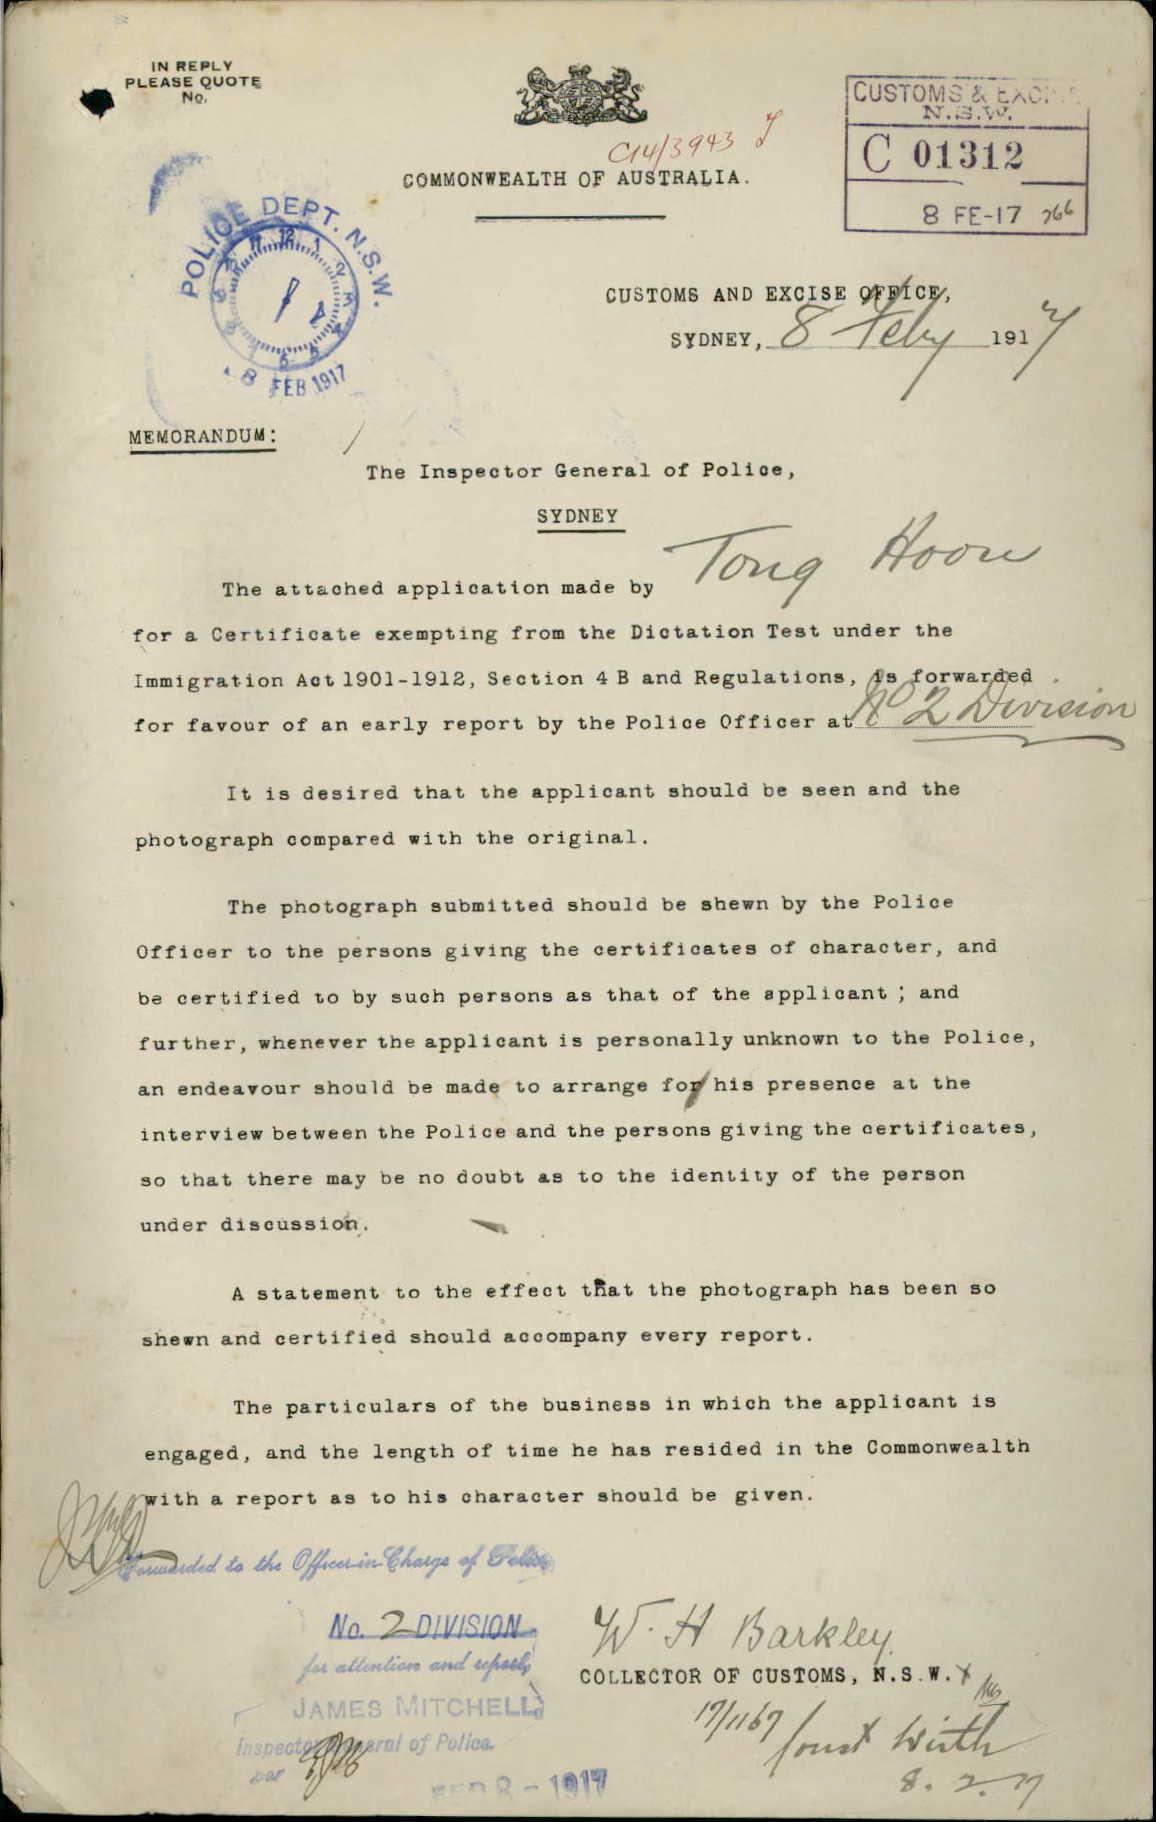 IN REPLY
PLEASE QUOTE
No.
CUSTOMS & EXCI
N.S.W.
C 01312
8 FE-17 266
C14/3943
COMMONWEALTH OF AUSTRALIA.
POLICE DEPT. N.S.W.
8 FEB 1917
CUSTOMS AND EXCISE OFFICE,
SYDNEY, 8 Feby 1917
MEMORANDUM:
The Inspector General of Police,
SYDNEY
Tong Hoon
The attached application made by
for a Certificate exempting from the Dictation Test under the
Immigration Act 1901-1912, Section 4 B and Regulations, is forwarded
for favour of an early report by the Police Officer at No 2 Division
It is desired that the applicant should be seen and the
photograph compared with the original.
The photograph submitted should be shewn by the Police
Officer to the persons giving the certificates of character, and
be certified to by such persons as that of the applicant ; and
further, whenever the applicant is personally unknown to the Police,
an endeavour should be made to arrange for his presence at the
interview between the Police and the persons giving the certificates,
so that there may be no doubt as to the identity of the person
under discussion.
A statement to the effect that the photograph has been so
shewn and certified should accompany every report.
The particulars of the business in which the applicant is
engaged, and the length of time he has resided in the Commonwealth
with a report as to his character should be given.
Forwarded to the Officer-in-Charge of Police
No. 2 DIVISION
for attention and report,
JAMES MITCHELL
Inspector General of Police.
per
FEB 8 - 1917
W. H Barkley.
COLLECTOR OF CUSTOMS, N.S.W.
17/1167
Const Wirth
8. 2. 17